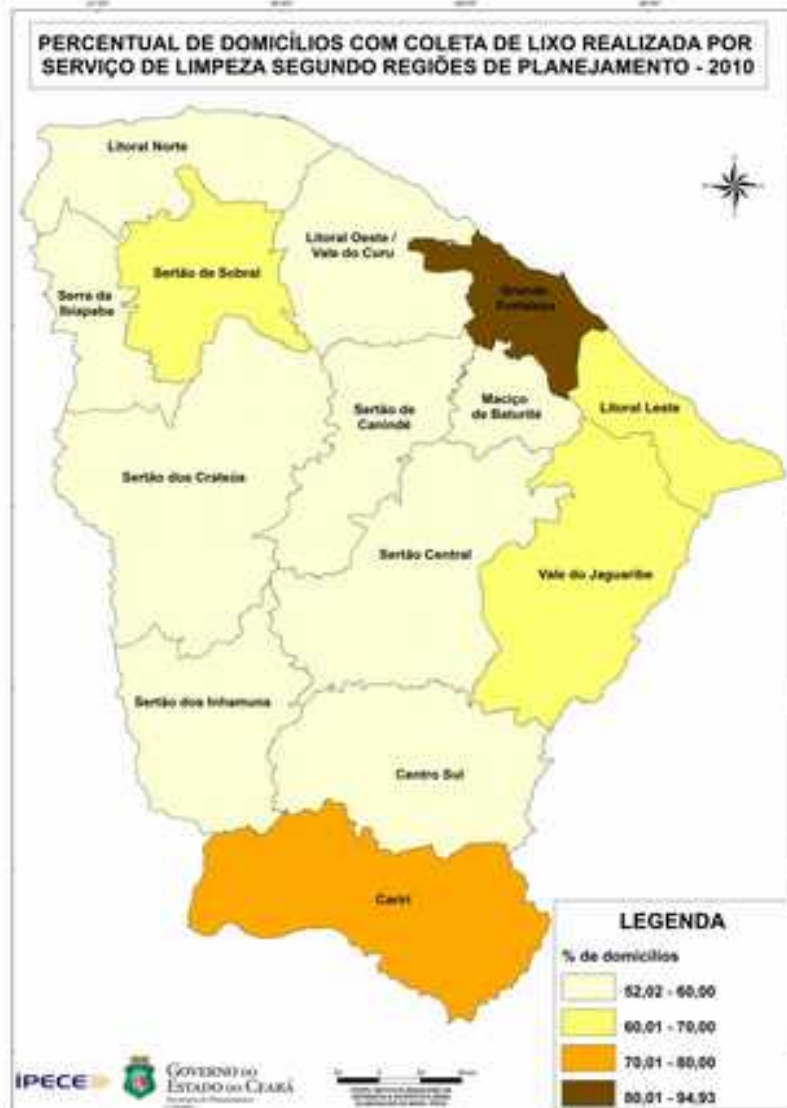 PERCENTUAL DE DOMICÍLIOS COM COLETA DE LIXO REALIZADA POR
SERVIÇO DE LIMPEZA SEGUNDO REGIÕES DE PLANEJAMENTO - 2010
Litoral Norte
Litoral Oeste /
Vale do Curu
Sertão de Sobral
Grande
Fortaleza
Serra da
Ibiapaba
Maciço
de Baturité
Litoral Leste
Sertão de
Canindé
Sertão dos Crateús
Sertão Central
Vale do Jaguaribe
Sertão dos Inhamuns
Centro Sul
Cariri
LEGENDA
% de domicílios
52,02 - 60,00
60,01 - 70,00
70,01 - 80,00
80,01 - 94,93
IPECE
GOVERNO DO
ESTADO DO CEARÁ